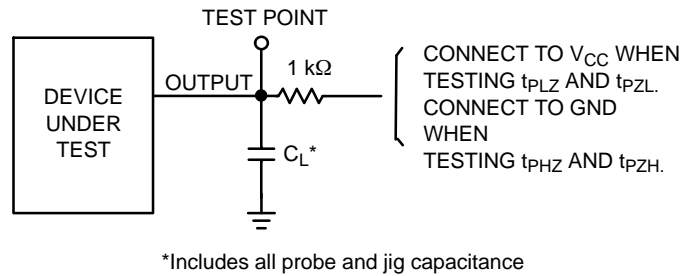 TEST POINT
1 kΩ
OUTPUT
DEVICE
UNDER
TEST
CL*
CONNECT TO VCC WHEN
TESTING tPLZ AND tPZL.
CONNECT TO GND
WHEN
TESTING tPHZ AND tPZH.
*Includes all probe and jig capacitance